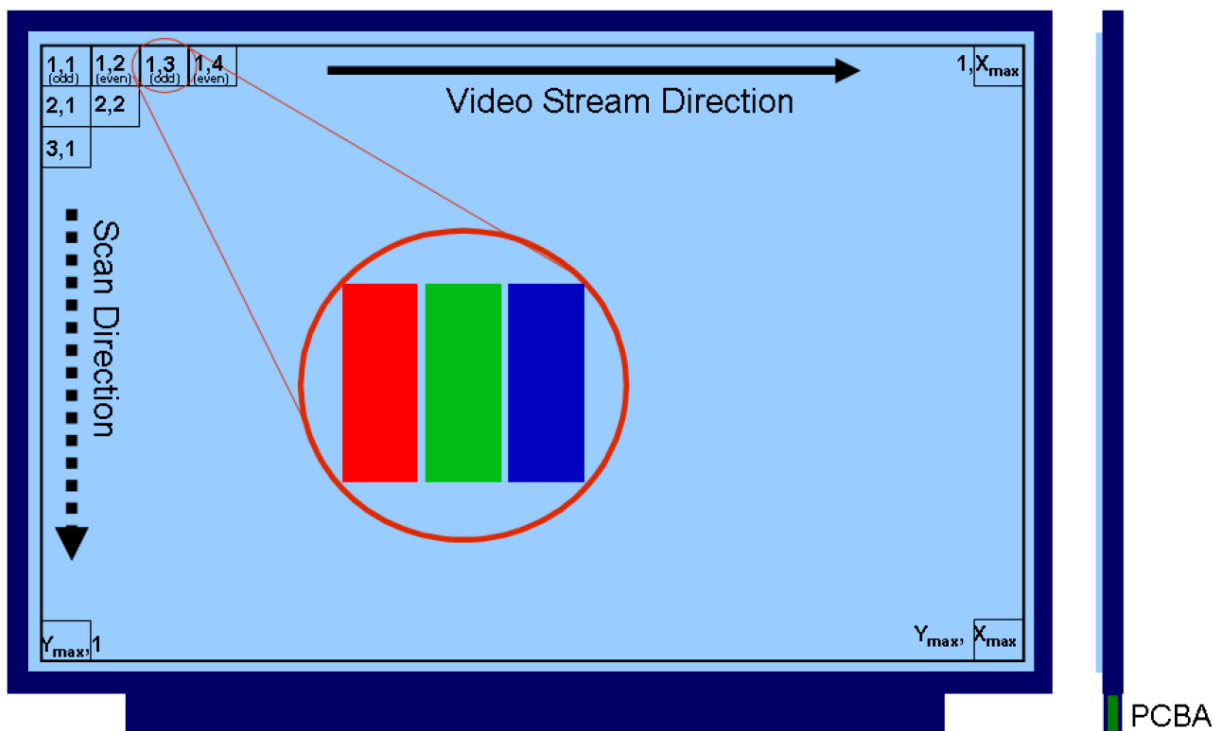 1,1 1,2 1,3 1,4 1,Xmax
(odd) (even) (odd) (even)
Video Stream Direction
2,1 2,2
3,1
Scan Direction
Ymax,1 Ymax, Xmax
PCBA